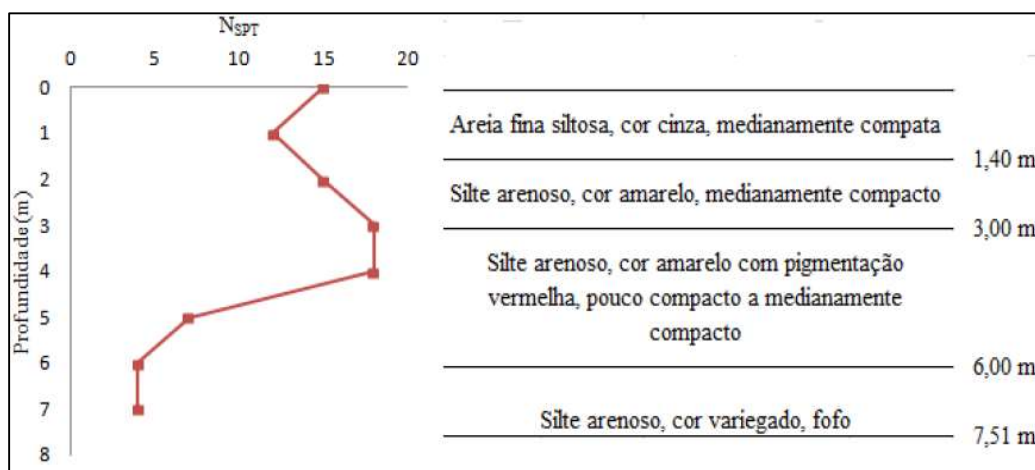 N_SPT
0 5 10 15 20
Profundidade (m)
0
1
2
3
4
5
6
7
8
Areia fina siltosa, cor cinza, medianamente compata
1,40 m
Silte arenoso, cor amarelo, medianamente compacto
3,00 m
Silte arenoso, cor amarelo com pigmentação
vermelha, pouco compacto a medianamente
compacto
6,00 m
Silte arenoso, cor variegado, fofo
7,51 m